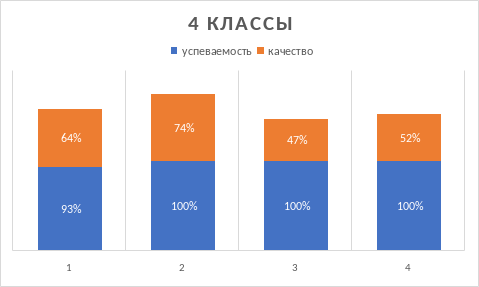 4 КЛАССЫ
успеваемость качество
64% 74% 47% 52%
93% 100% 100% 100%
1 2 3 4